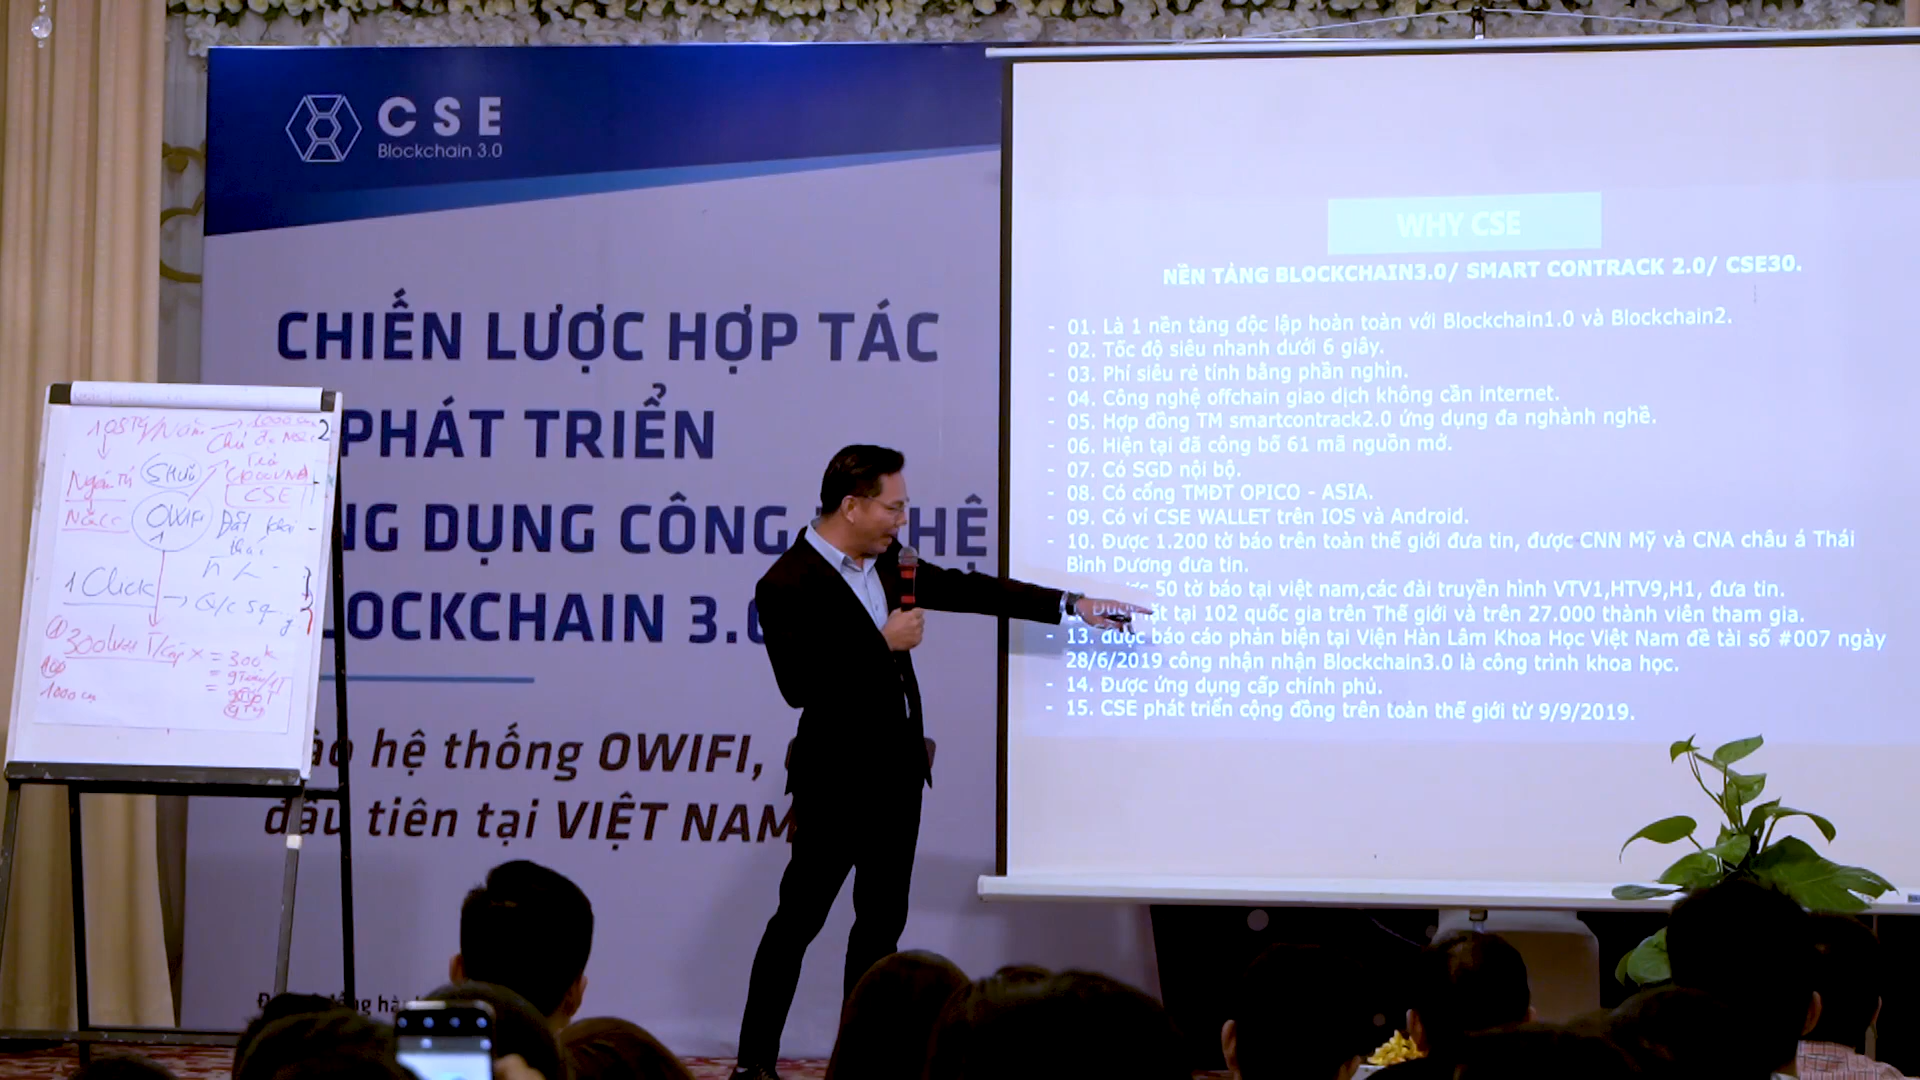 CSE
Blockchain 3.0
CHIẾN LƯỢC HỢP TÁC
PHÁT TRIỂN
NG DỤNG CÔNG HỆ
LOCKCHAIN 3.
hệ thống OWIFI,
đầu tiên tại VIỆT NAM
WHY CSE
NỀN TẢNG BLOCKCHAIN3.0/ SMART CONTRACK 2.0/ CSE30.
- 01. Là 1 nền tảng độc lập hoàn toàn với Blockchain1.0 và Blockchain2.
- 02. Tốc độ siêu nhanh dưới 6 giây.
- 03. Phí siêu rẻ tính bằng phần nghìn.
- 04. Công nghệ offchain giao dịch không cần internet.
- 05. Hợp đồng TM smartcontrack2.0 ứng dụng đa nghành nghề.
- 06. Hiện tại đã công bố 61 mã nguồn mở.
- 07. Có SGD nội bộ.
- 08. Có cổng TMĐT OPICO - ASIA.
- 09. Có ví CSE WALLET trên IOS và Android.
- 10. Được 1.200 tờ báo trên toàn thế giới đưa tin, được CNN Mỹ và CNA châu á Thái
Bình Dương đưa tin.
50 tờ báo tại việt nam,các đài truyền hình VTV1,HTV9,H1, đưa tin.
tại 102 quốc gia trên Thế giới và trên 27.000 thành viên tham gia.
- 13. được báo cáo phản biện tại Viện Hàn Lâm Khoa Học Việt Nam đề tài số #007 ngày
28/6/2019 công nhận nhận Blockchain3.0 là công trình khoa học.
- 14. Được ứng dụng cấp chính phủ.
- 15. CSE phát triển cộng đồng trên toàn thế giới từ 9/9/2019.
CSE
OWIFI
1
1 Click
= 300k